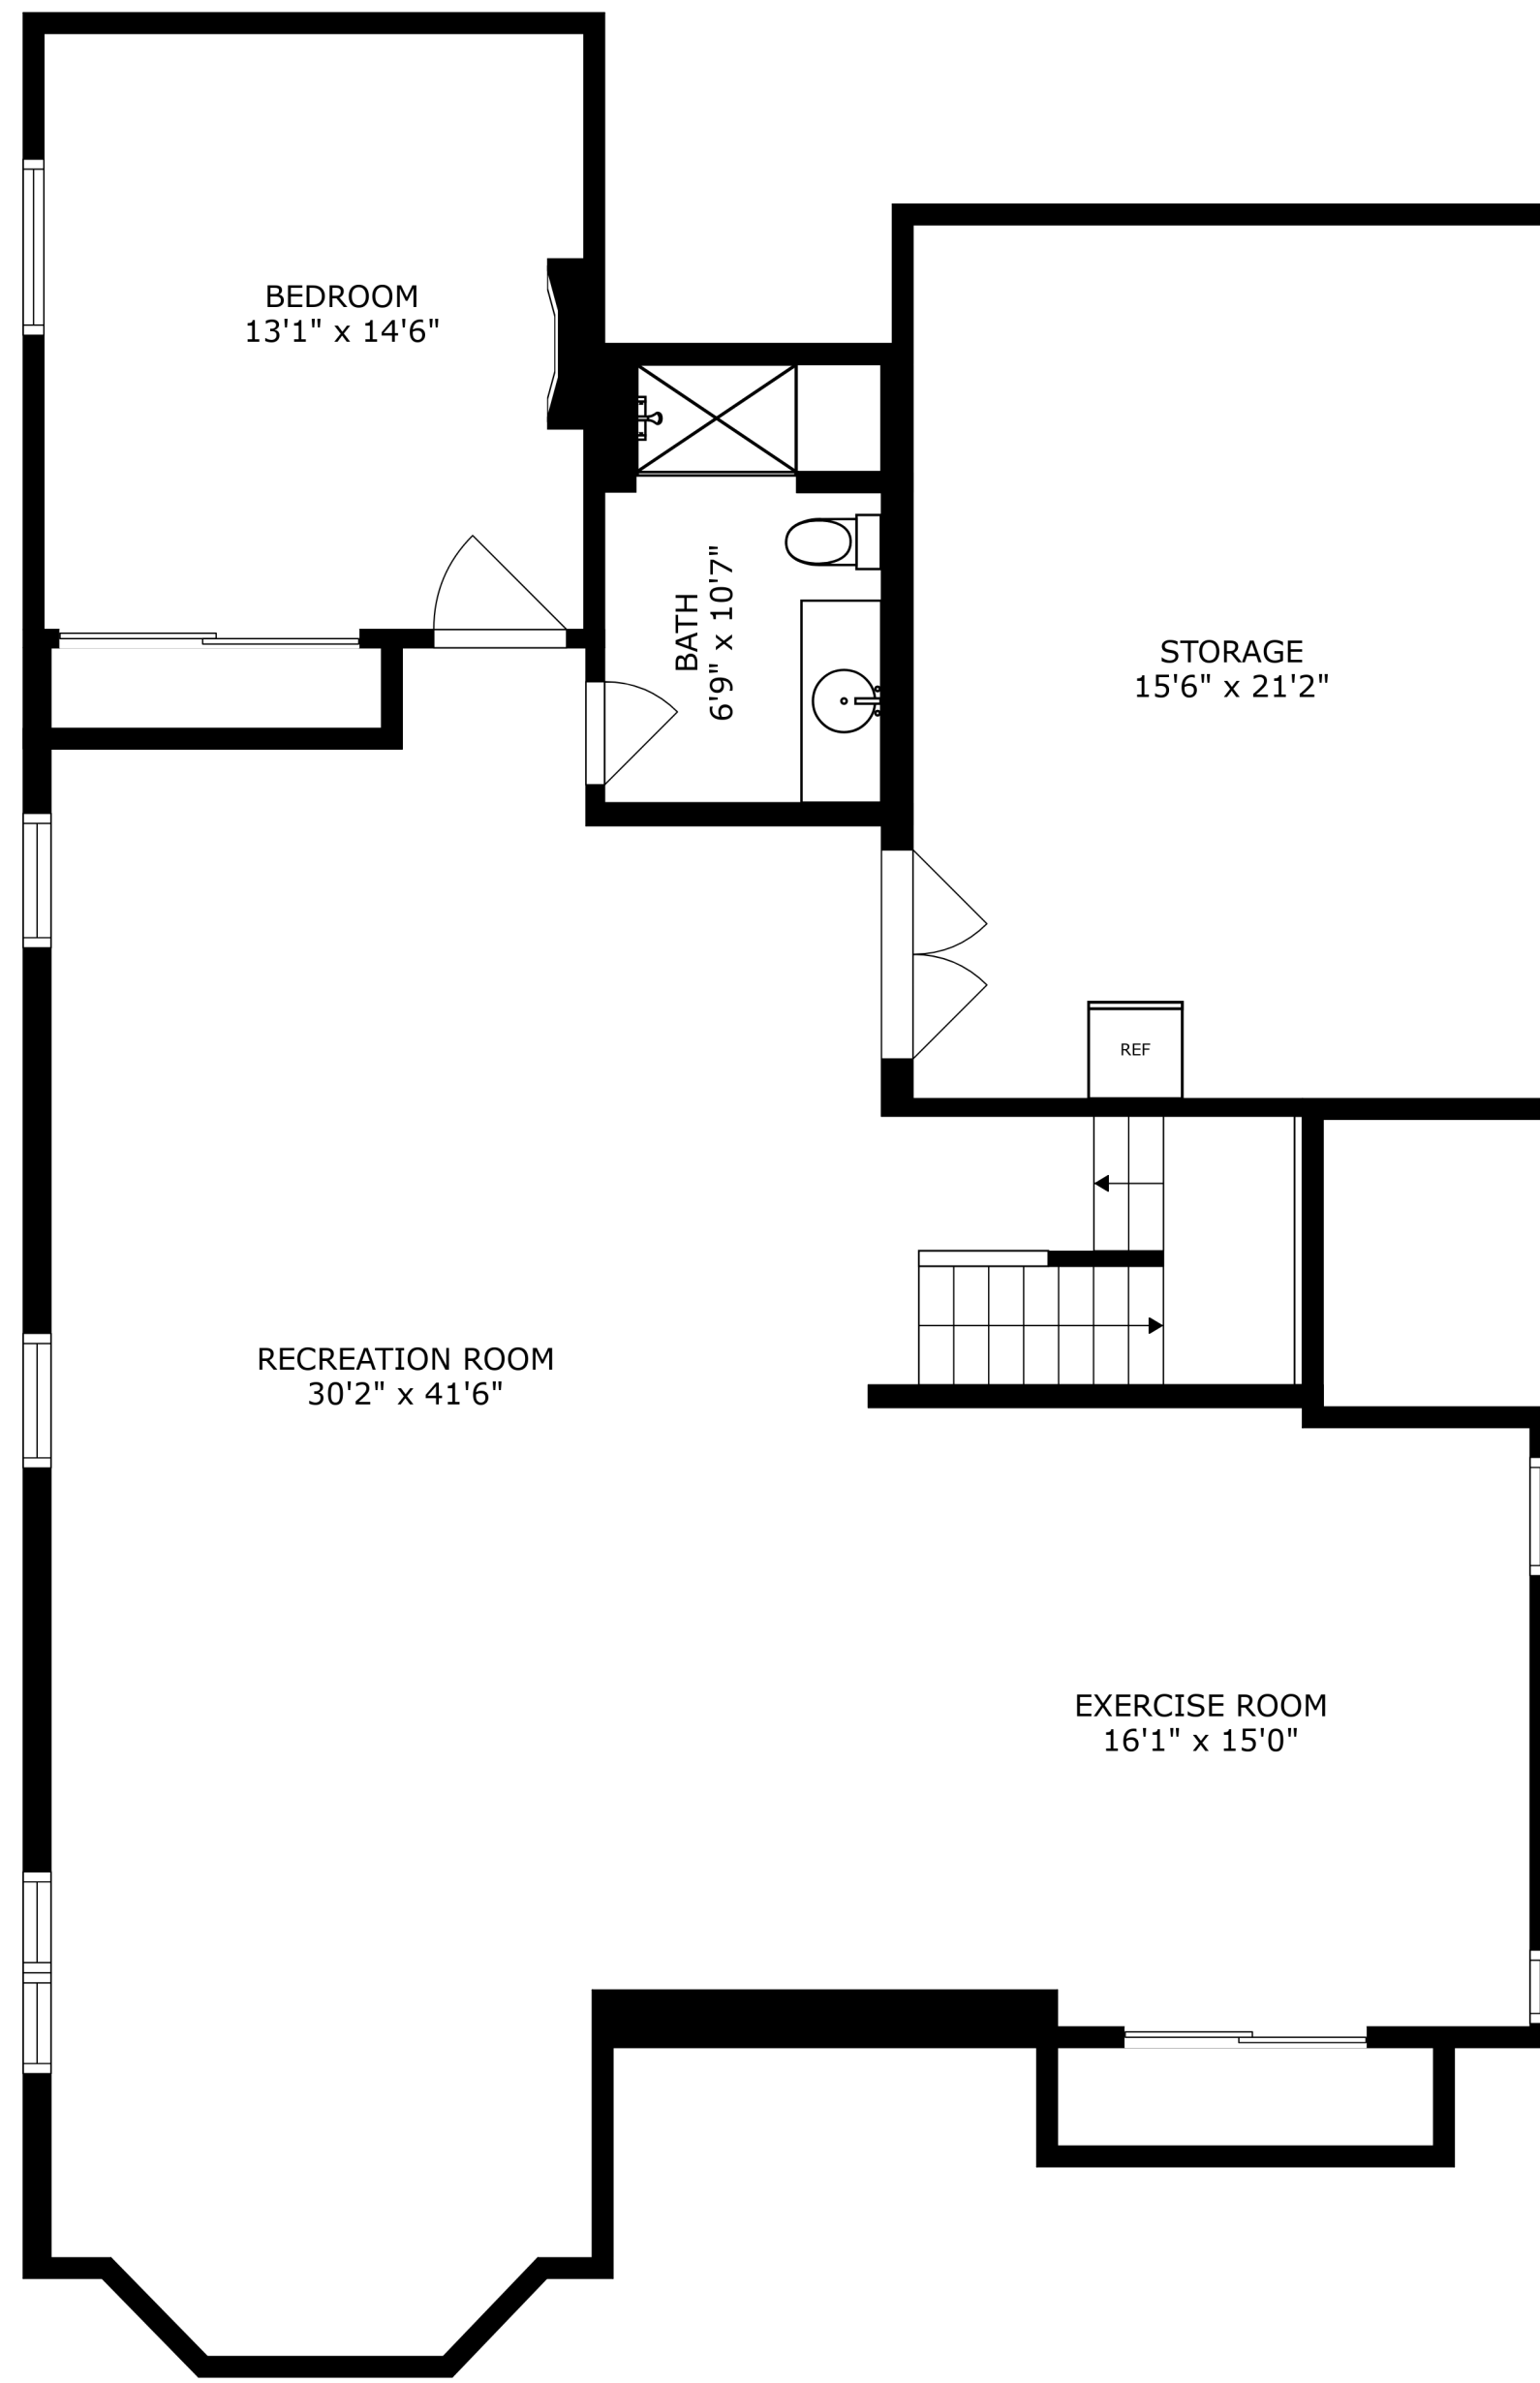 BEDROOM
13'1" x 14'6"
BATH
6'9" x 10'7"
STORAGE
15'6" x 21'2"
REF
RECREATION ROOM
30'2" x 41'6"
EXERCISE ROOM
16'1" x 15'0"